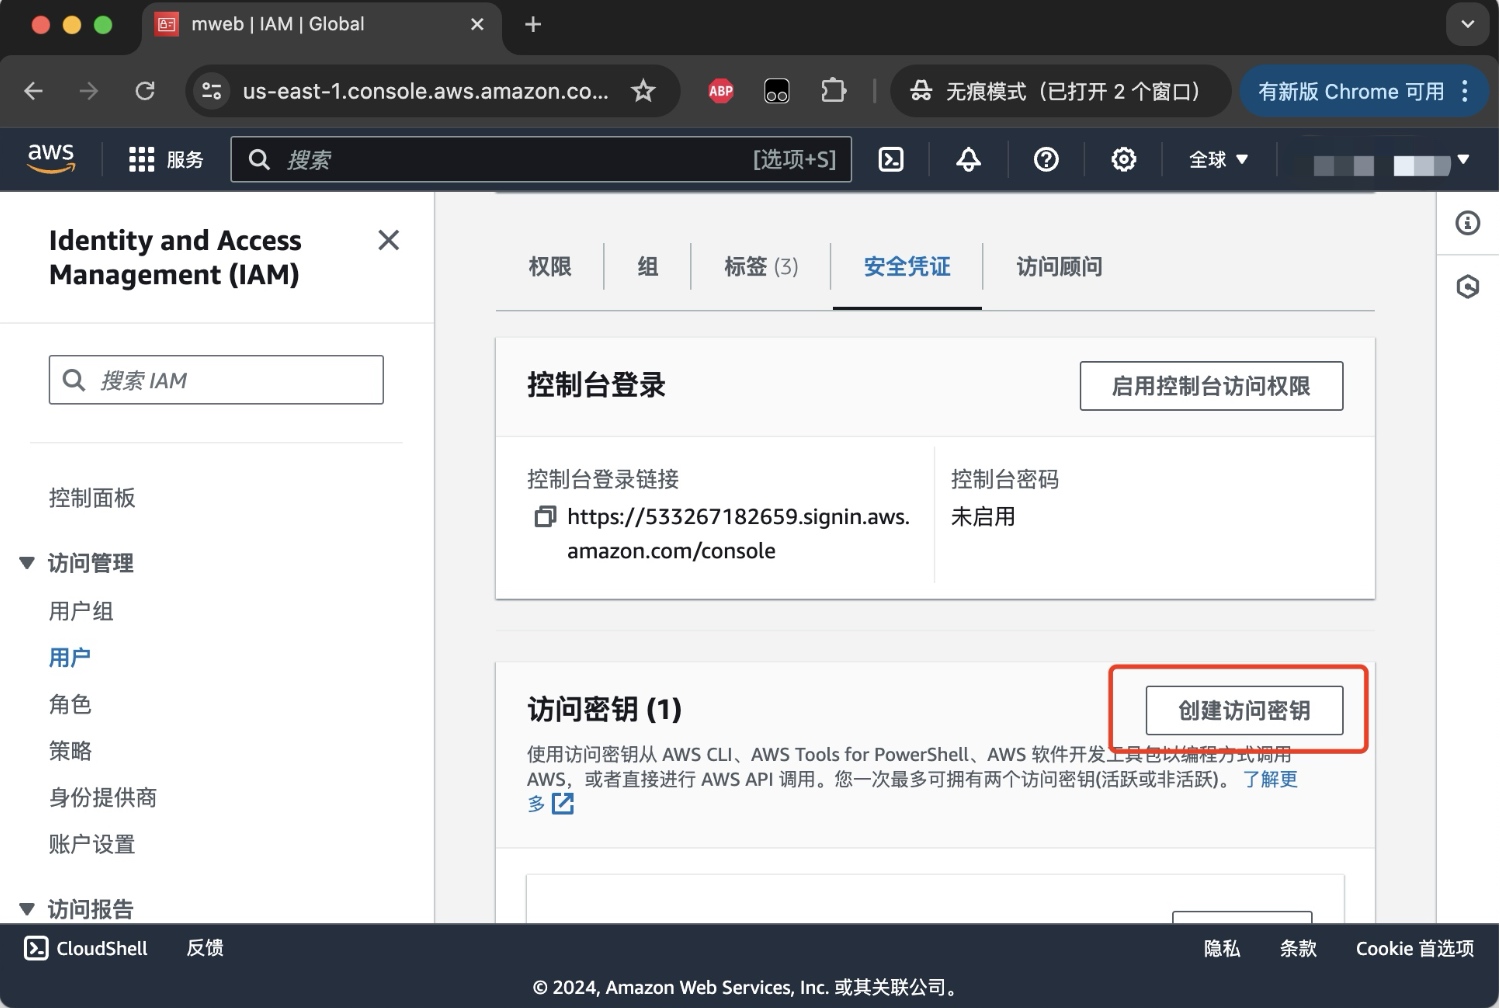 mweb | IAM | Global
us-east-1.console.aws.amazon.co...
ABP
无痕模式（已打开 2 个窗口）
有新版 Chrome 可用
aws
服务
搜索
[选项+S]
全球
Identity and Access
Management (IAM)
搜索 IAM
控制面板
访问管理
用户组
用户
角色
策略
身份提供商
账户设置
访问报告
权限
组
标签 (3)
安全凭证
访问顾问
控制台登录
启用控制台访问权限
控制台登录链接
https://533267182659.signin.aws.
amazon.com/console
控制台密码
未启用
访问密钥 (1)
创建访问密钥
使用访问密钥从 AWS CLI、AWS Tools for PowerShell、AWS 软件开发工具包以编程方式调用
AWS，或者直接进行 AWS API 调用。您一次最多可拥有两个访问密钥(活跃或非活跃)。 了解更
多
CloudShell
反馈
隐私
条款
Cookie 首选项
© 2024, Amazon Web Services, Inc. 或其关联公司。